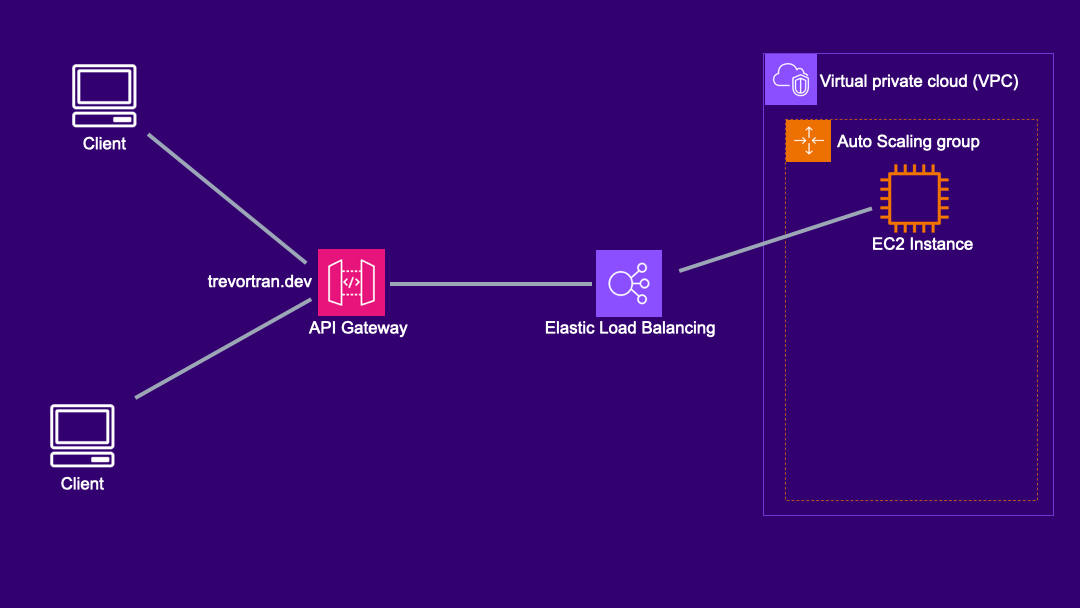 Client
Virtual private cloud (VPC)
Auto Scaling group
EC2 Instance
trevortran.dev
</>
API Gateway
Elastic Load Balancing
Client